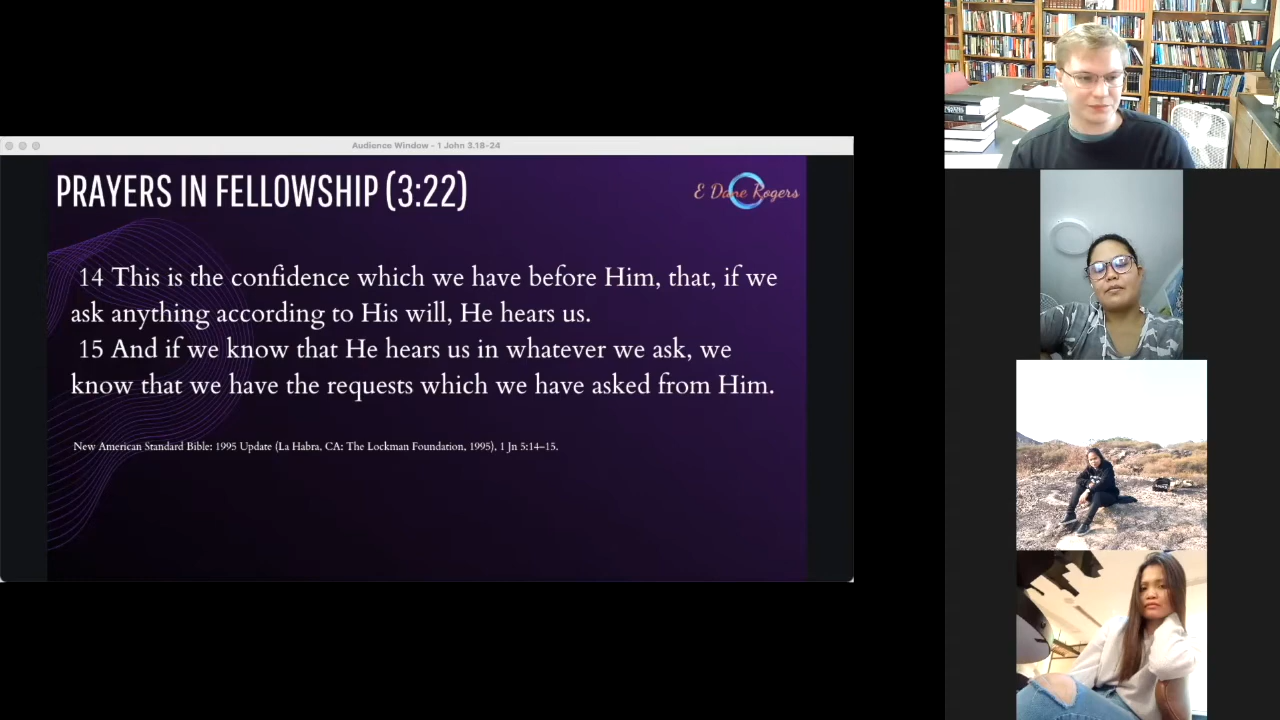 Audience Window - 1 John 3.18-24
PRAYERS IN FELLOWSHIP (3:22)
E Dane Rogers
14 This is the confidence which we have before Him, that, if we
ask anything according to His will, He hears us.
15 And if we know that He hears us in whatever we ask, we
know that we have the requests which we have asked from Him.
New American Standard Bible: 1995 Update (La Habra, CA: The Lockman Foundation, 1995), 1 Jn 5:14–15.